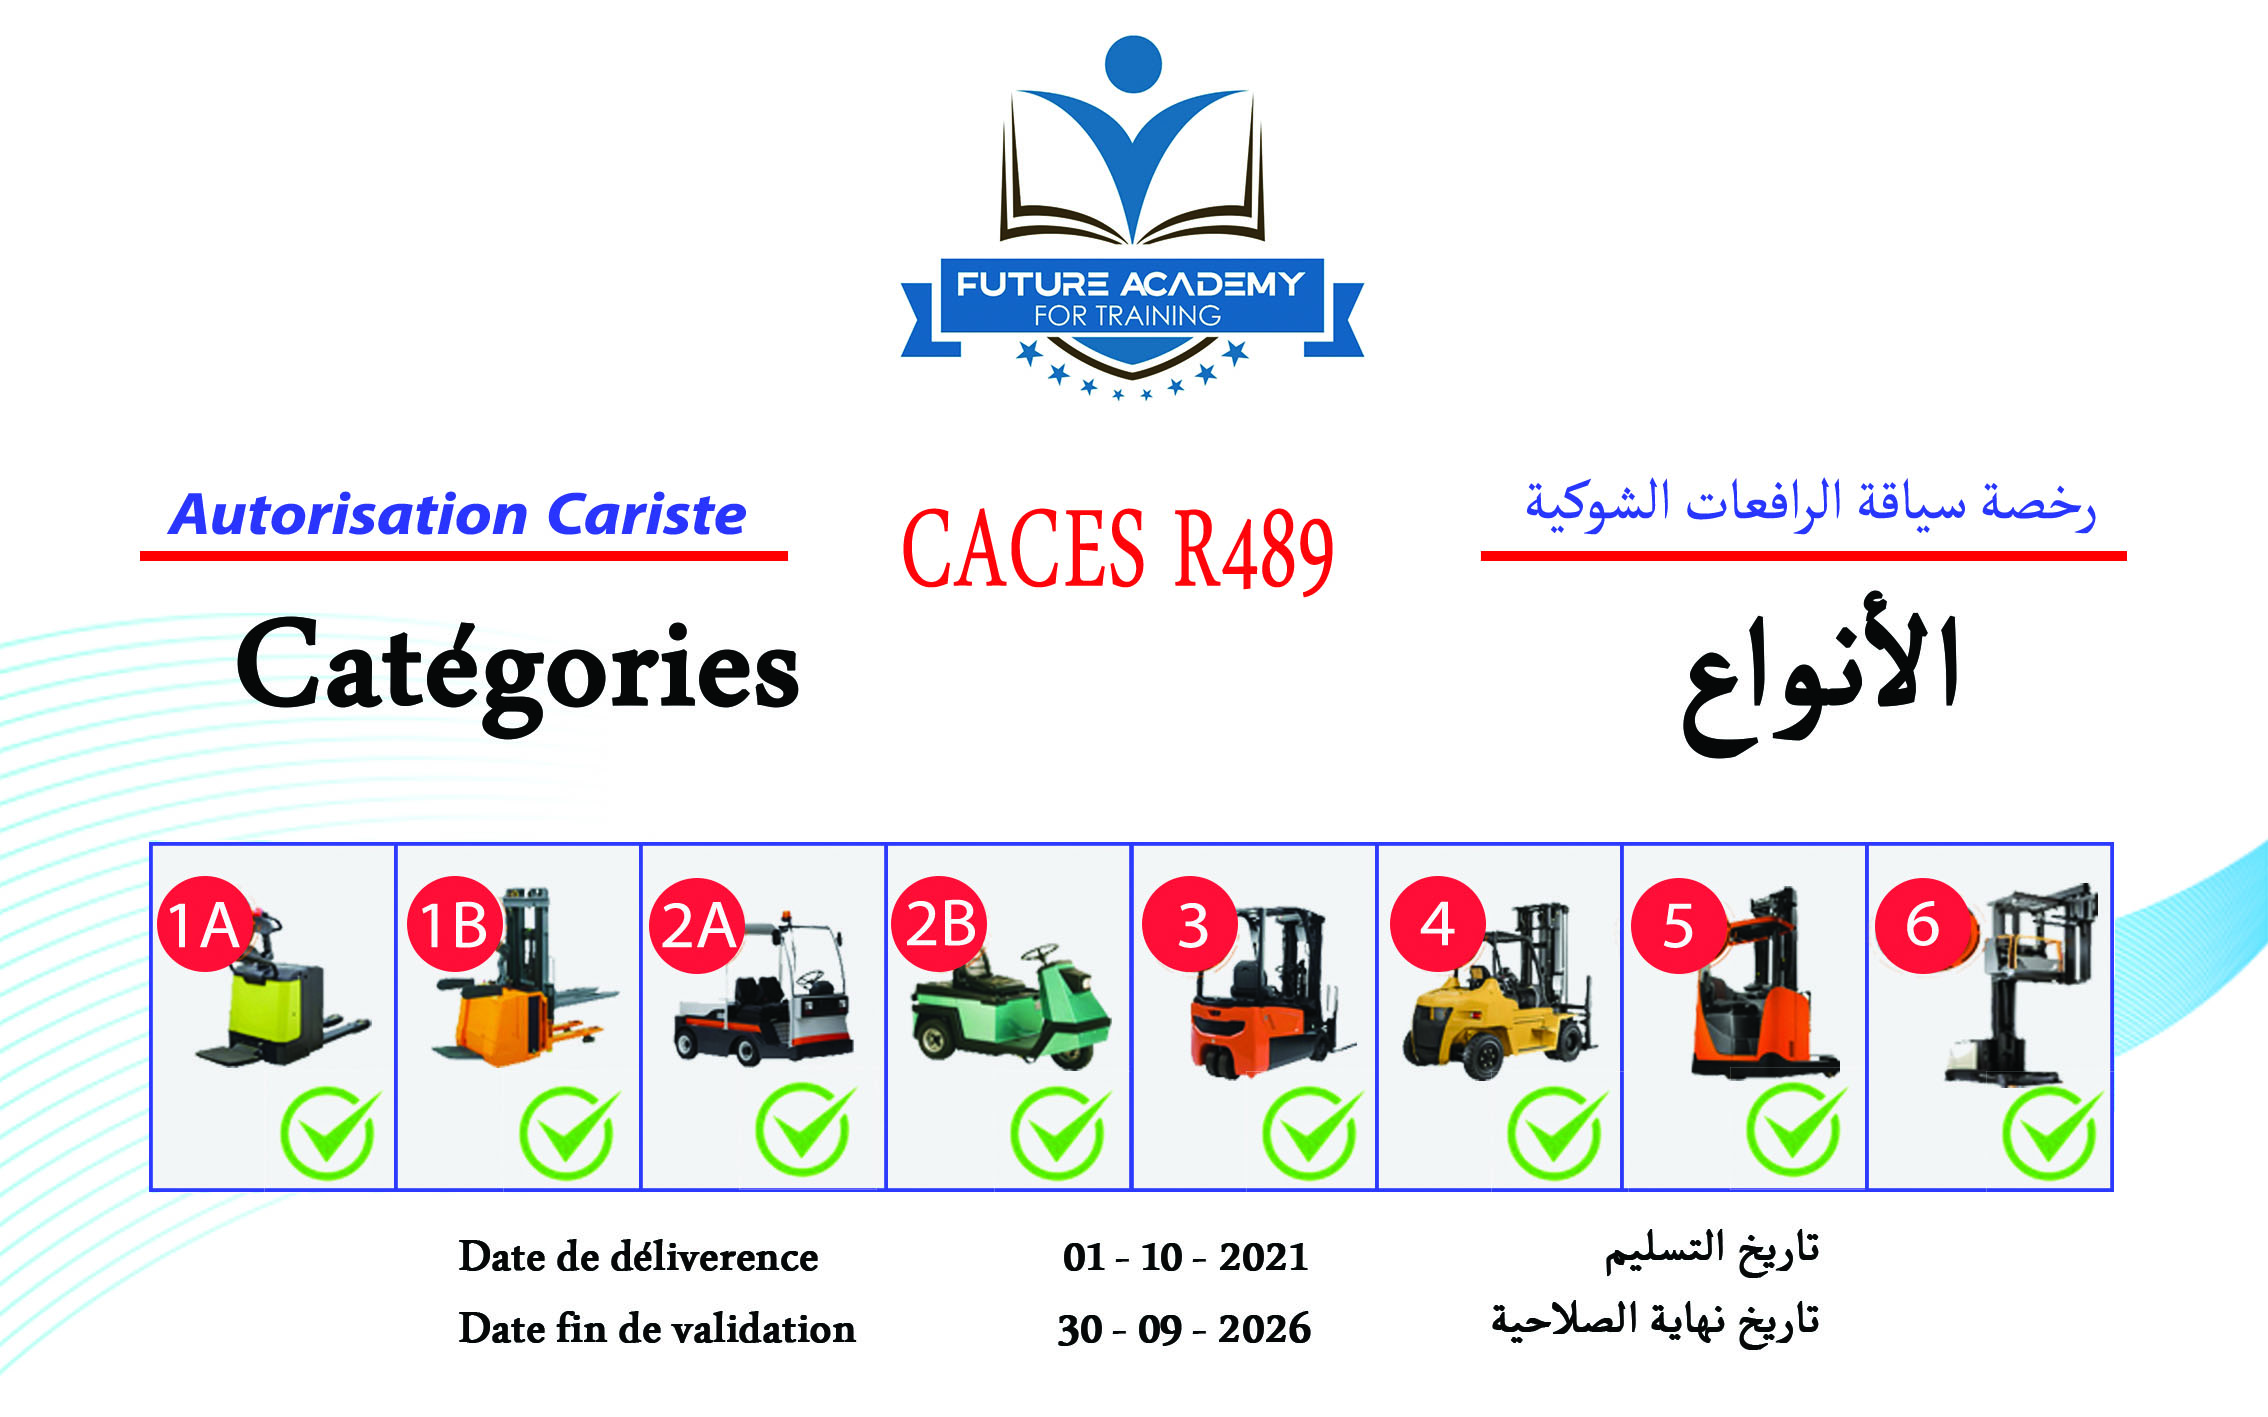 FUTURE ACADEMY
FOR TRAINING
Autorisation Cariste
CACES R489
رخصة سياقة الرافعات الشوكية
Catégories
الأنواع
1A
1B
2A
2B
3
4
5
6
Date de déliverence 01 - 10 - 2021 تاريخ التسليم
Date fin de validation 30 - 09 - 2026 تاريخ نهاية الصلاحية